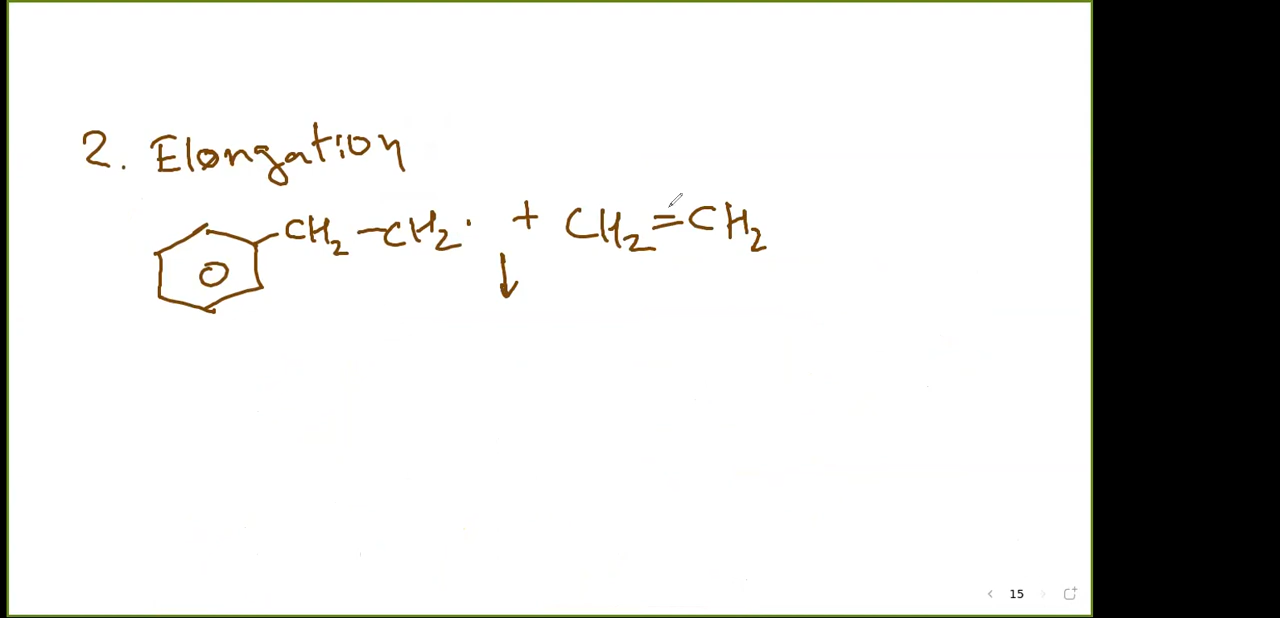 2. Elongation
CH2-CH2· + CH2=CH2
↓
< 15 >